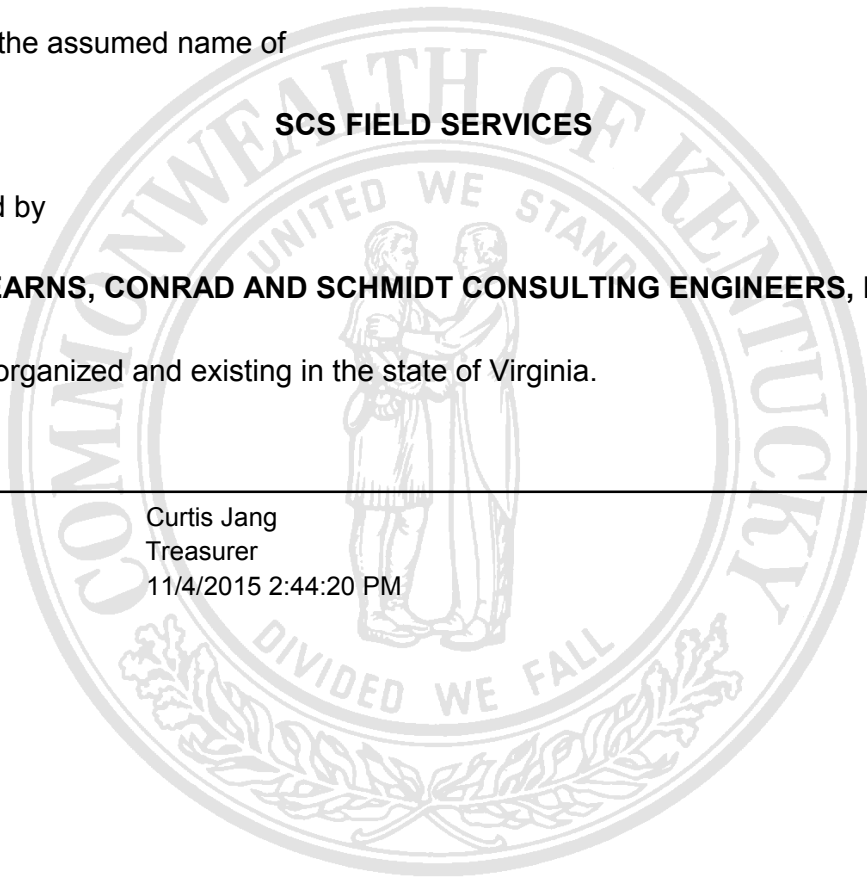 the assumed name of
SCS FIELD SERVICES
d by
EARNS, CONRAD AND SCHMIDT CONSULTING ENGINEERS,
organized and existing in the state of Virginia.
Curtis Jang
Treasurer
11/4/2015 2:44:20 PM
COMMONWEALTH OF KENTUCKY
UNITED WE STAND
DIVIDED WE FALL